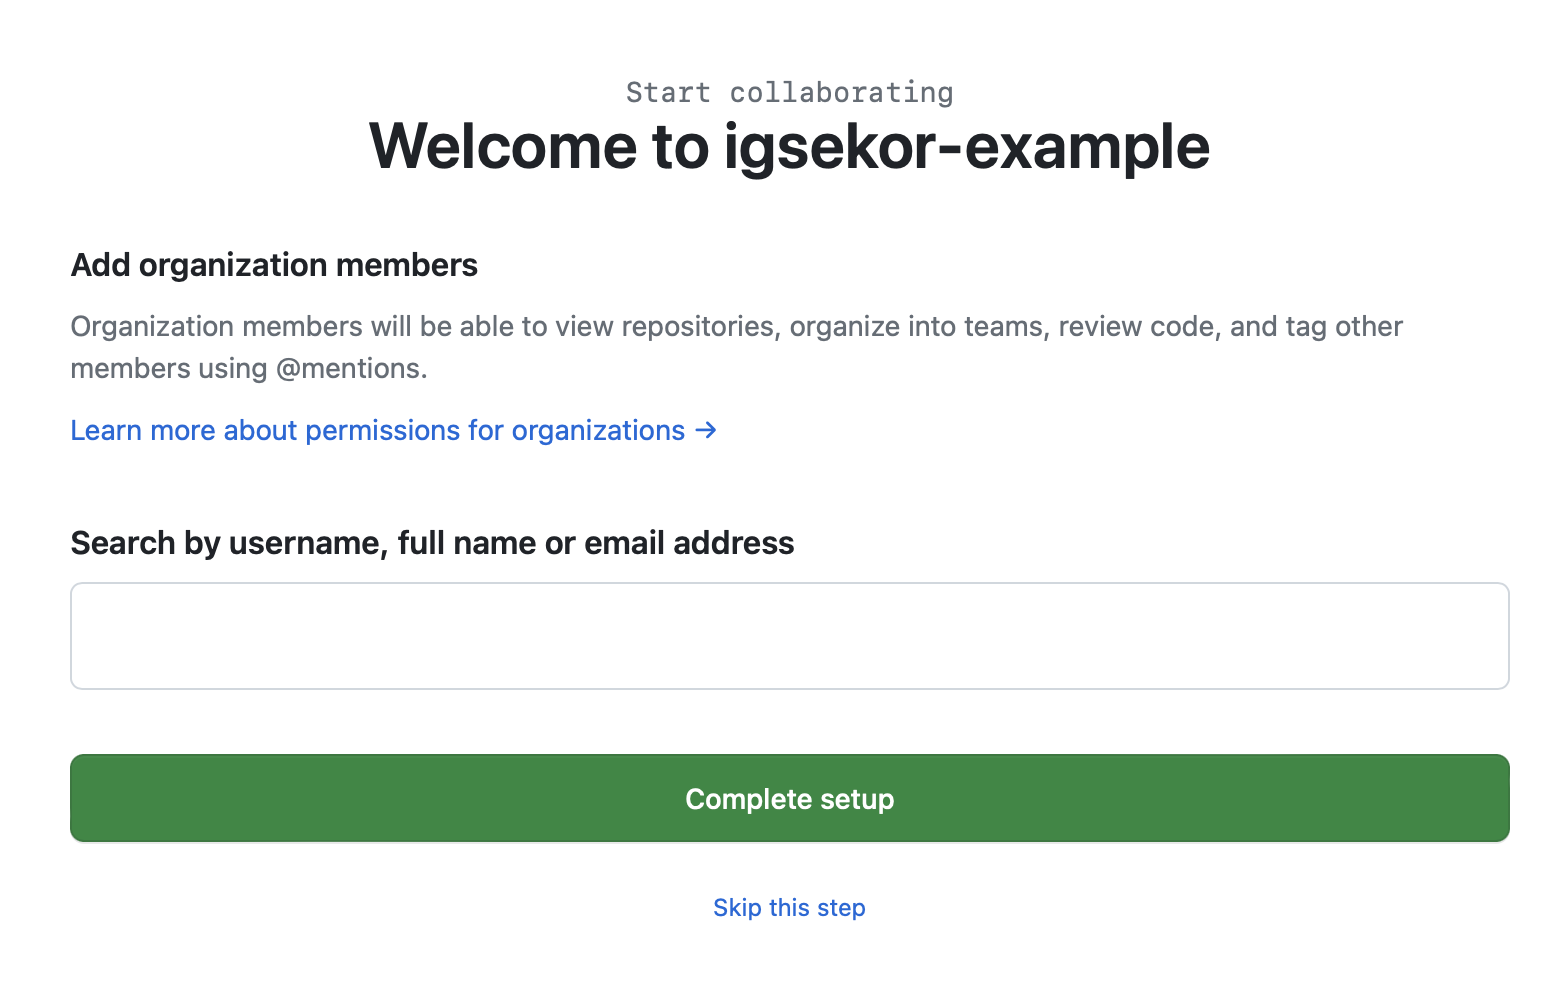 Start collaborating
Welcome to igsekor-example
Add organization members
Organization members will be able to view repositories, organize into teams, review code, and tag other
members using @mentions.
Learn more about permissions for organizations →
Search by username, full name or email address
Complete setup
Skip this step